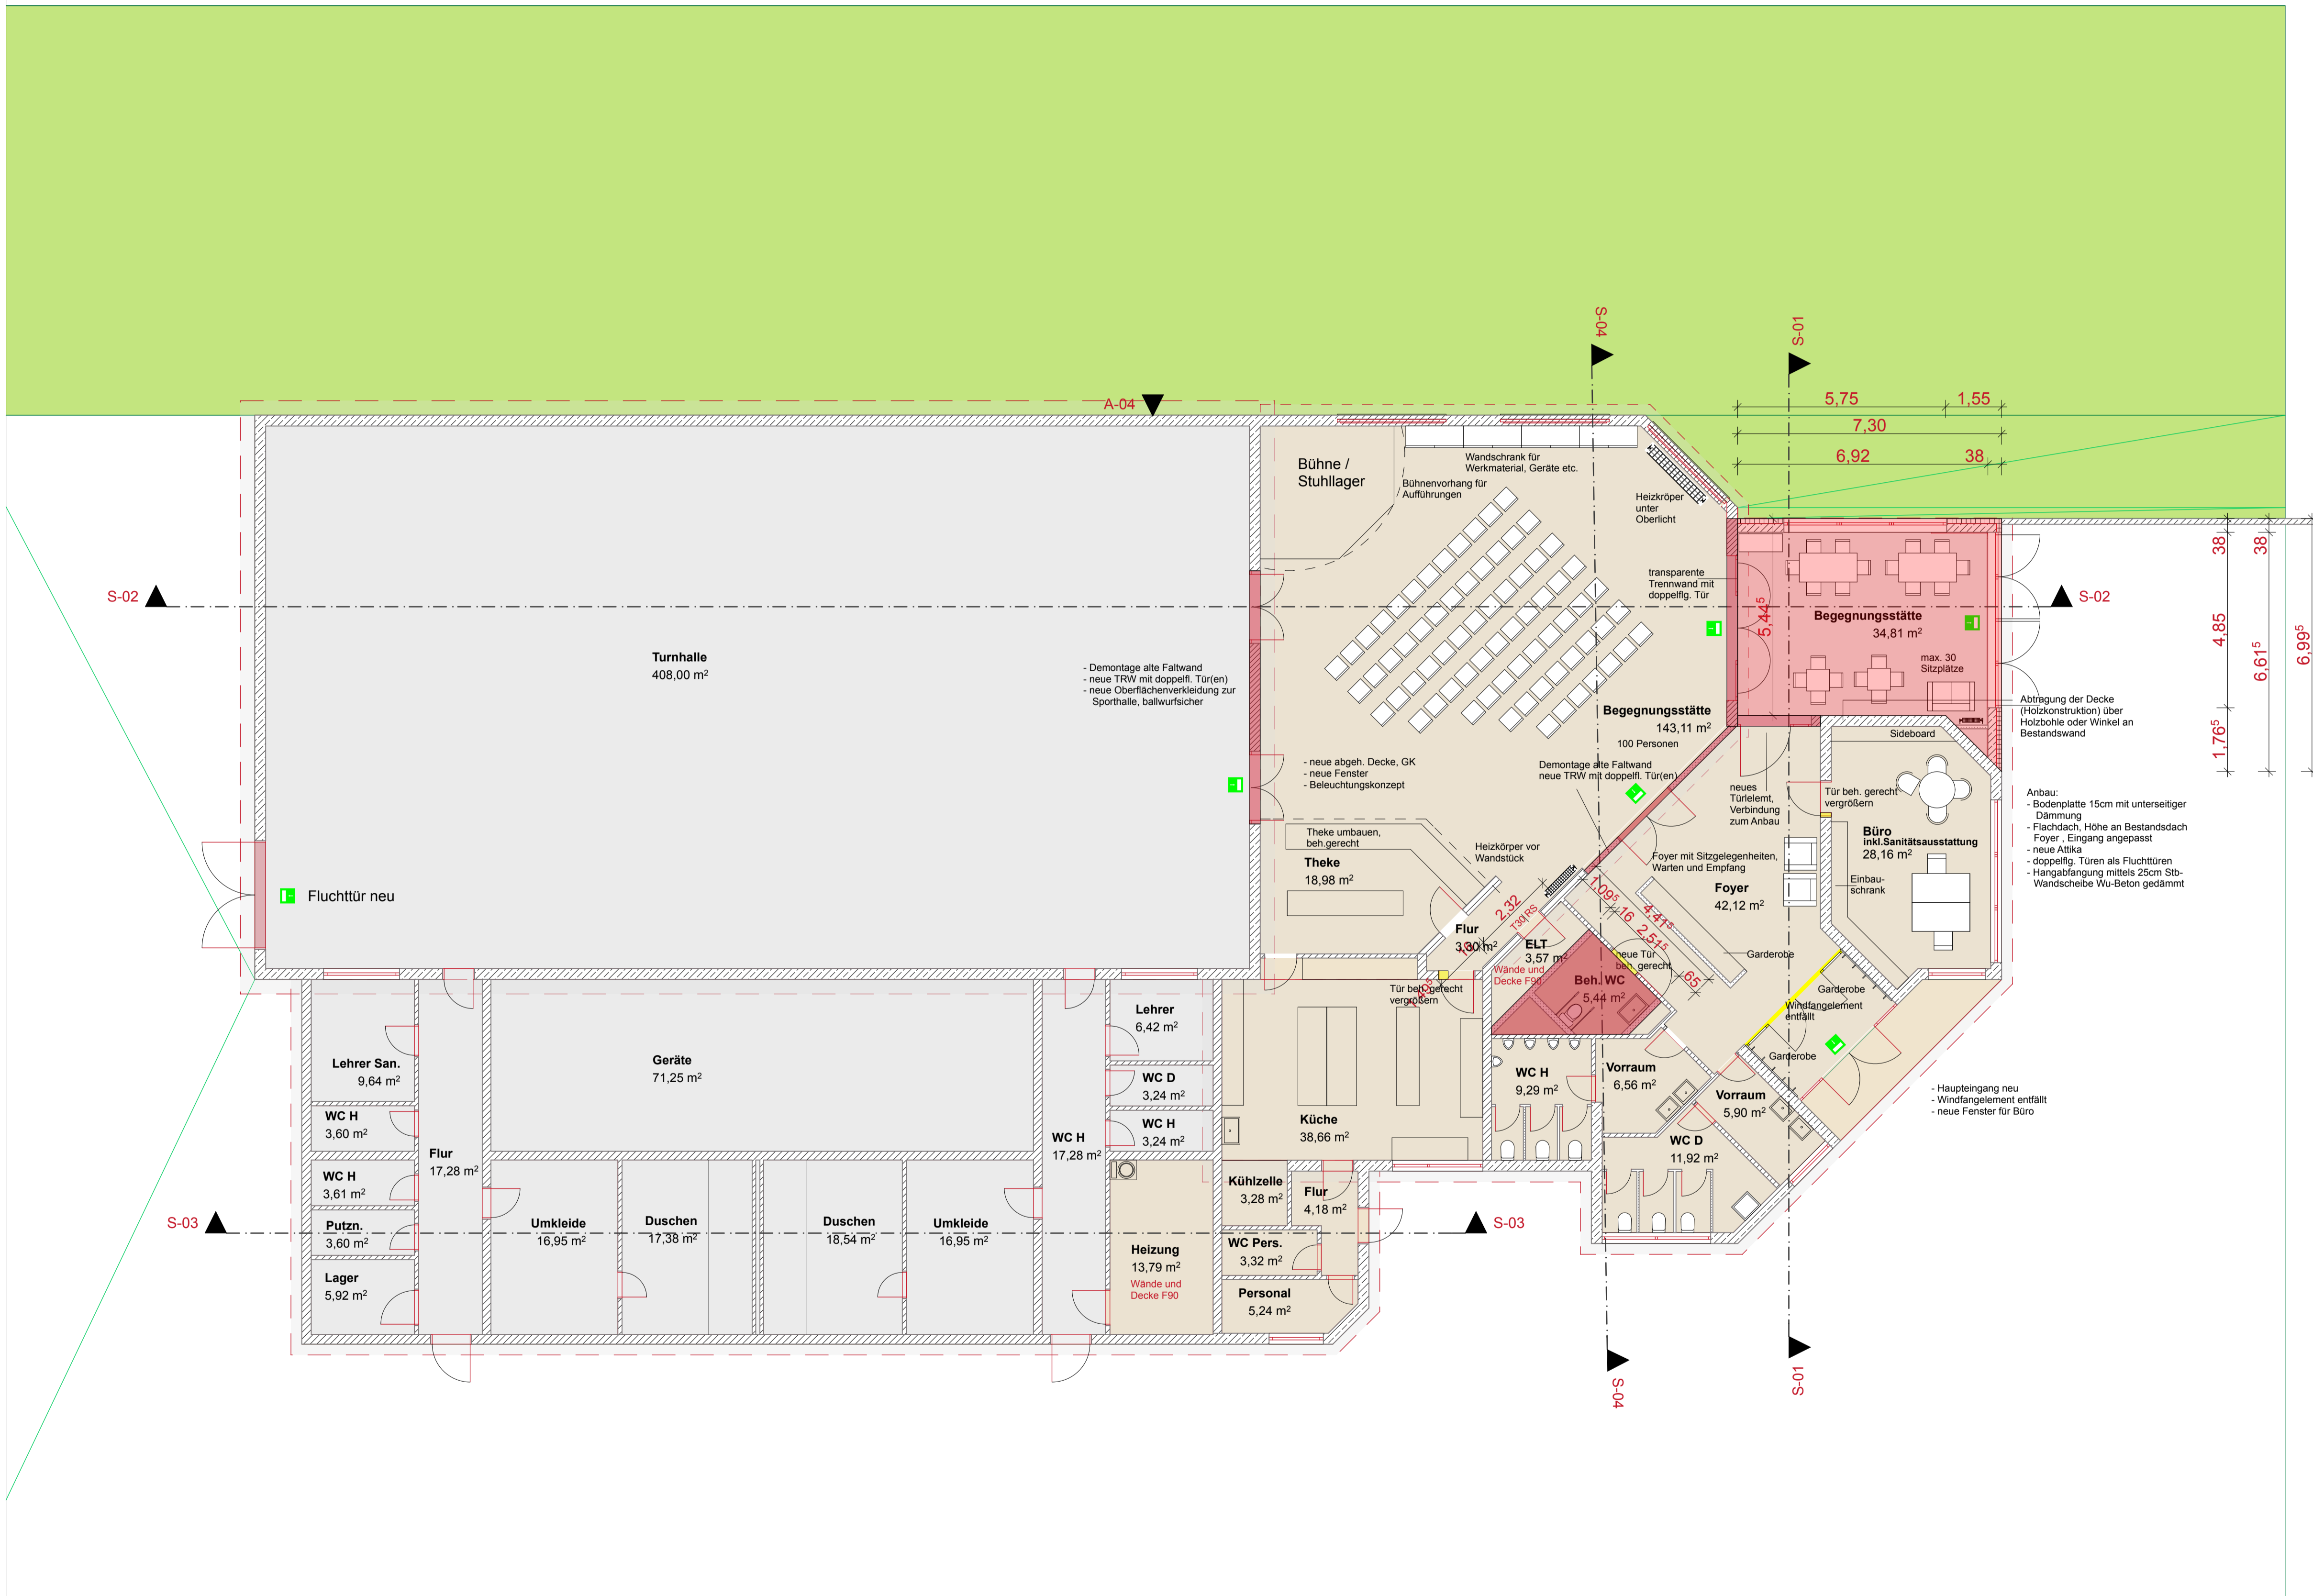 S-04
S-01
A-04
5,75
1,55
7,30
6,92
38
Bühne /
Stuhllager
Wandschrank für
Werkmaterial, Geräte etc.
Bühnenvorhang für
Aufführungen
Heizkröper
unter
Oberlicht
38
38
4,85
6,61⁵
6,99⁵
1,76⁵
S-02
S-02
transparente
Trennwand mit
doppelflg. Tür
5,44⁵
Begegnungsstätte
34,81 m²
max. 30
Sitzplätze
Turnhalle
408,00 m²
- Demontage alte Faltwand
- neue TRW mit doppelfl. Tür(en)
- neue Oberflächenverkleidung zur
Sporthalle, ballwurfsicher
Begegnungsstätte
143,11 m²
100 Personen
Abtragung der Decke
(Holzkonstruktion) über
Holzbohle oder Winkel an
Bestandswand
Sideboard
- neue abgeh. Decke, GK
- neue Fenster
- Beleuchtungskonzept
Demontage alte Faltwand
neue TRW mit doppelfl. Tür(en)
neues
Türlelemt,
Verbindung
zum Anbau
Tür beh. gerecht
vergrößern
Anbau:
- Bodenplatte 15cm mit unterseitiger
Dämmung
- Flachdach, Höhe an Bestandsdach
Foyer , Eingang angepasst
- neue Attika
- doppelflg. Türen als Fluchttüren
- Hangabfangung mittels 25cm Stb-
Wandscheibe Wu-Beton gedämmt
Theke umbauen,
beh.gerecht
Theke
18,98 m²
Heizkörper vor
Wandstück
Büro
inkl.Sanitätsausstattung
28,16 m²
Foyer mit Sitzgelegenheiten,
Warten und Empfang
Foyer
42,12 m²
Einbau-
schrank
Fluchttür neu
2,32
T30 RS
1,09⁵
16
4,41⁵
2,51⁵
65
Flur
3,80 m²
ELT
3,57 m²
Wände und
Decke F90
neue Tür
beh. gerecht
Garderobe
Beh. WC
5,44 m²
Tür beh. gerecht
vergrößern
Garderobe
Windfangelement
entfällt
Garderobe
Lehrer
6,42 m²
Lehrer San.
9,64 m²
Geräte
71,25 m²
WC D
3,24 m²
WC H
9,29 m²
Vorraum
6,56 m²
Vorraum
5,90 m²
- Haupteingang neu
- Windfangelement entfällt
- neue Fenster für Büro
WC H
3,60 m²
WC H
3,24 m²
Küche
38,66 m²
WC H
17,28 m²
WC D
11,92 m²
Flur
17,28 m²
WC H
3,61 m²
Kühlzelle
3,28 m²
Flur
4,18 m²
S-03
Putzn.
3,60 m²
Umkleide
16,95 m²
Duschen
17,38 m²
Duschen
18,54 m²
Umkleide
16,95 m²
S-03
Heizung
13,79 m²
Wände und
Decke F90
WC Pers.
3,32 m²
Lager
5,92 m²
Personal
5,24 m²
S-04
S-01